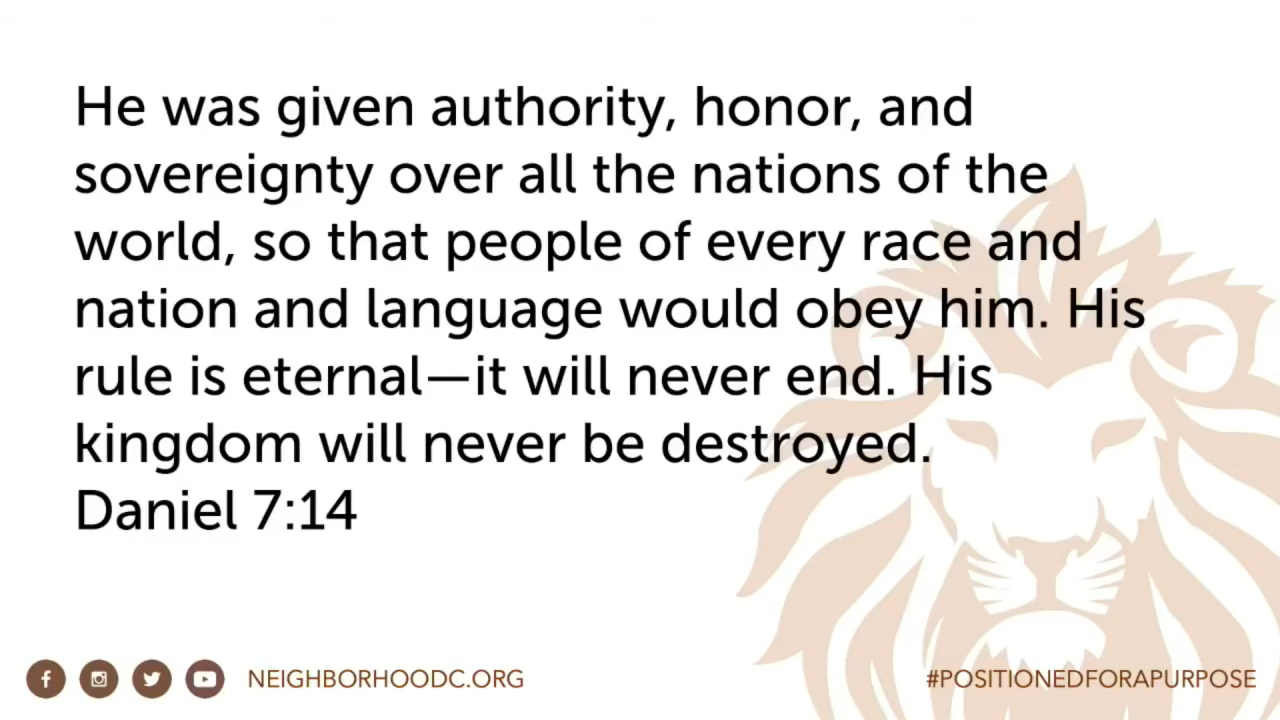 He was given authority, honor, and
sovereignty over all the nations of the
world, so that people of every race and
nation and language would obey him. His
rule is eternal—it will never end. His
kingdom will never be destroyed.
Daniel 7:14
NEIGHBORHOODC.ORG
#POSITIONEDFORAPURPOSE